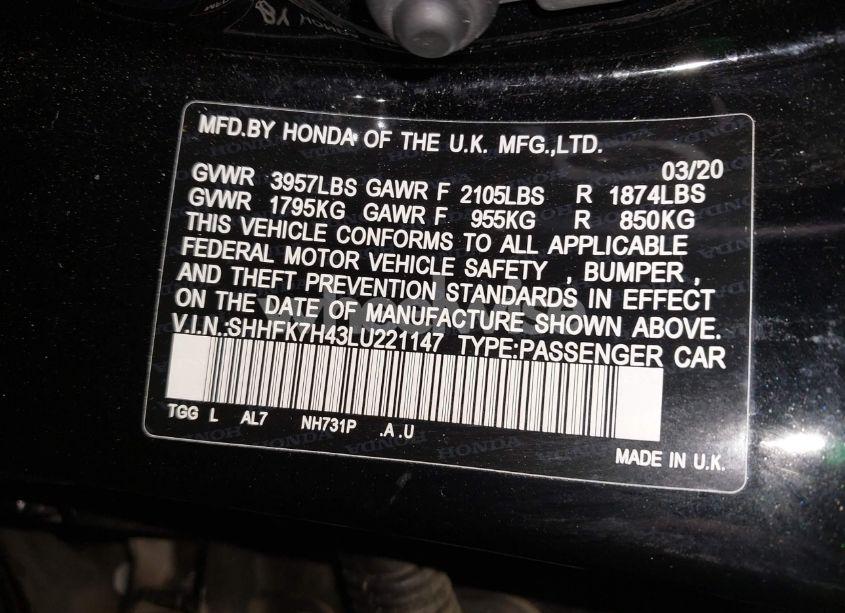 MFD.BY HONDA OF THE U.K. MFG.,LTD.
03/20
GVWR 3957LBS GAWR F 2105LBS R 1874LBS
GVWR 1795KG GAWR F 955KG R 850KG
THIS VEHICLE CONFORMS TO ALL APPLICABLE
FEDERAL MOTOR VEHICLE SAFETY , BUMPER ,
AND THEFT PREVENTION STANDARDS IN EFFECT
ON THE DATE OF MANUFACTURE SHOWN ABOVE.
V.I.N.:SHHFK7H43LU221147 TYPE:PASSENGER CAR
TGG L AL7 NH731P .A .U
MADE IN U.K.